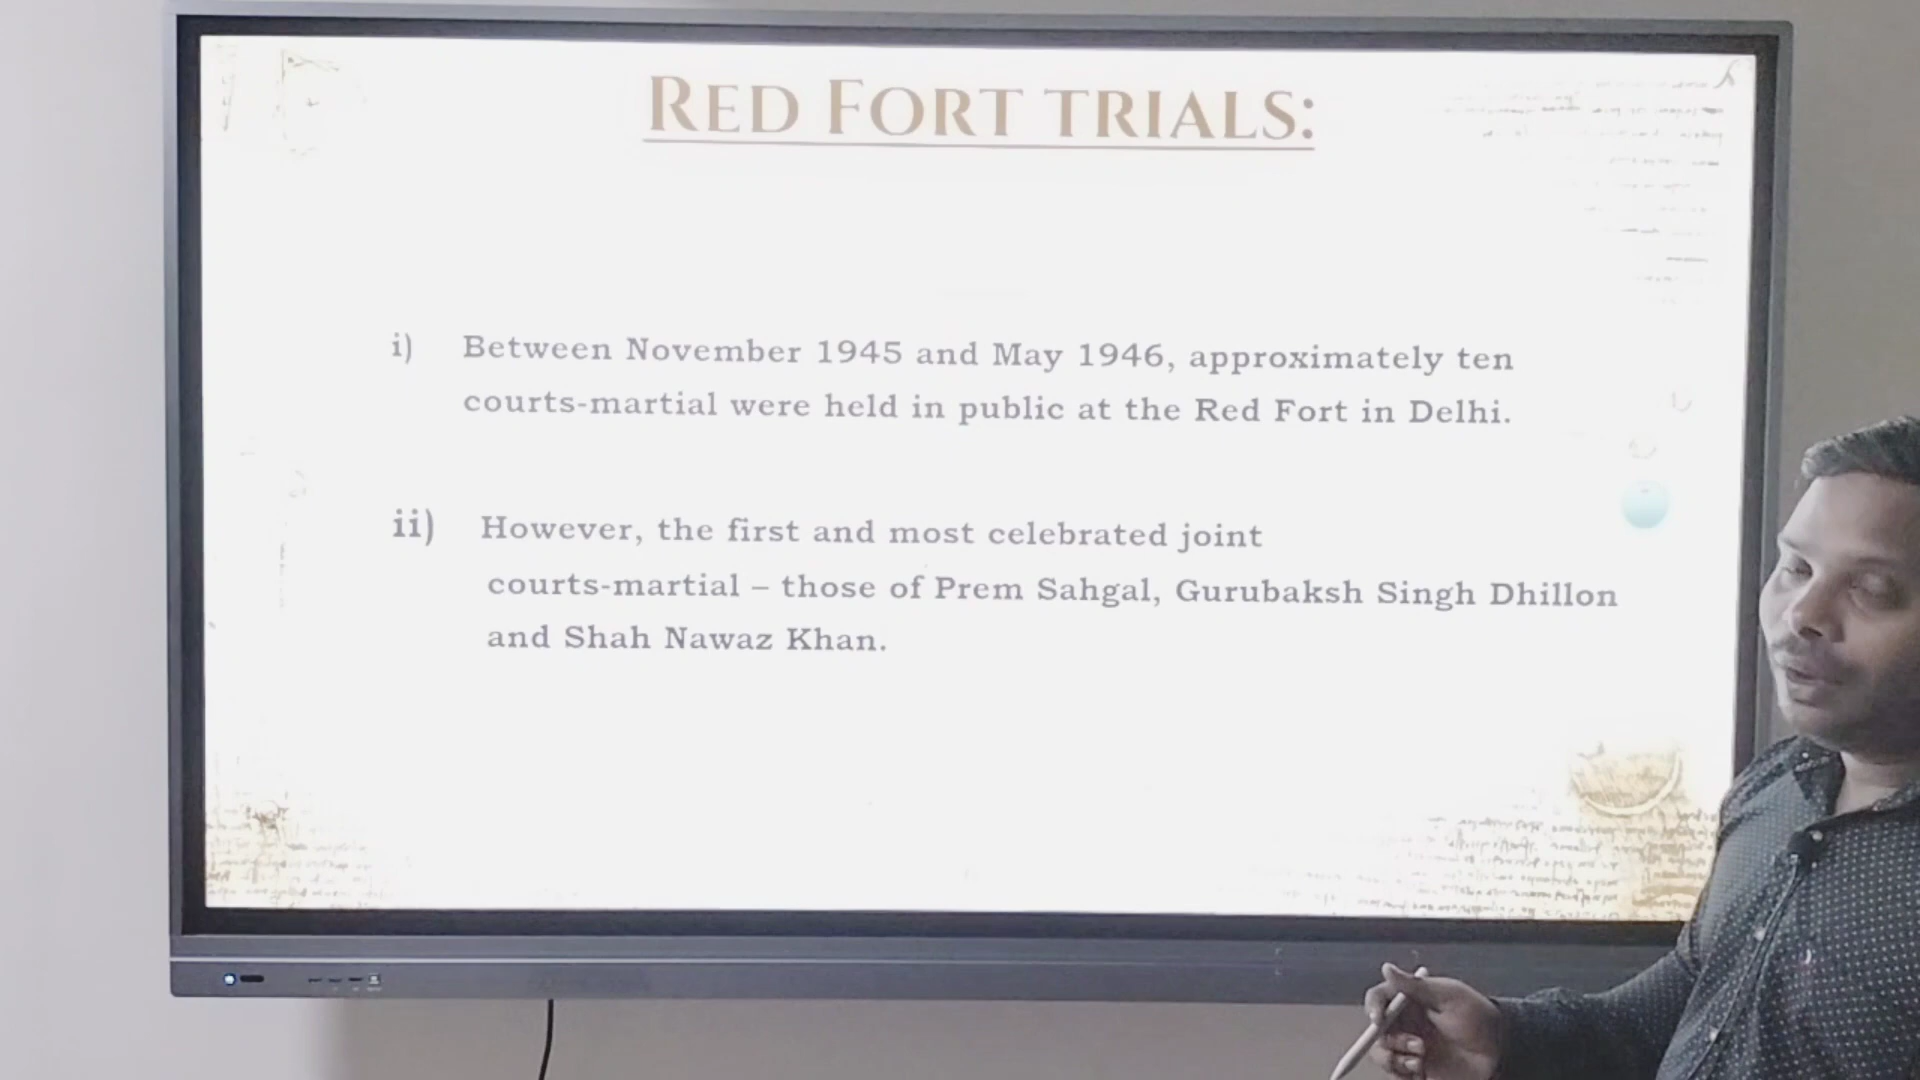 RED FORT TRIALS:
i) Between November 1945 and May 1946, approximately ten
courts-martial were held in public at the Red Fort in Delhi.
ii) However, the first and most celebrated joint
courts-martial – those of Prem Sahgal, Gurubaksh Singh Dhillon
and Shah Nawaz Khan.